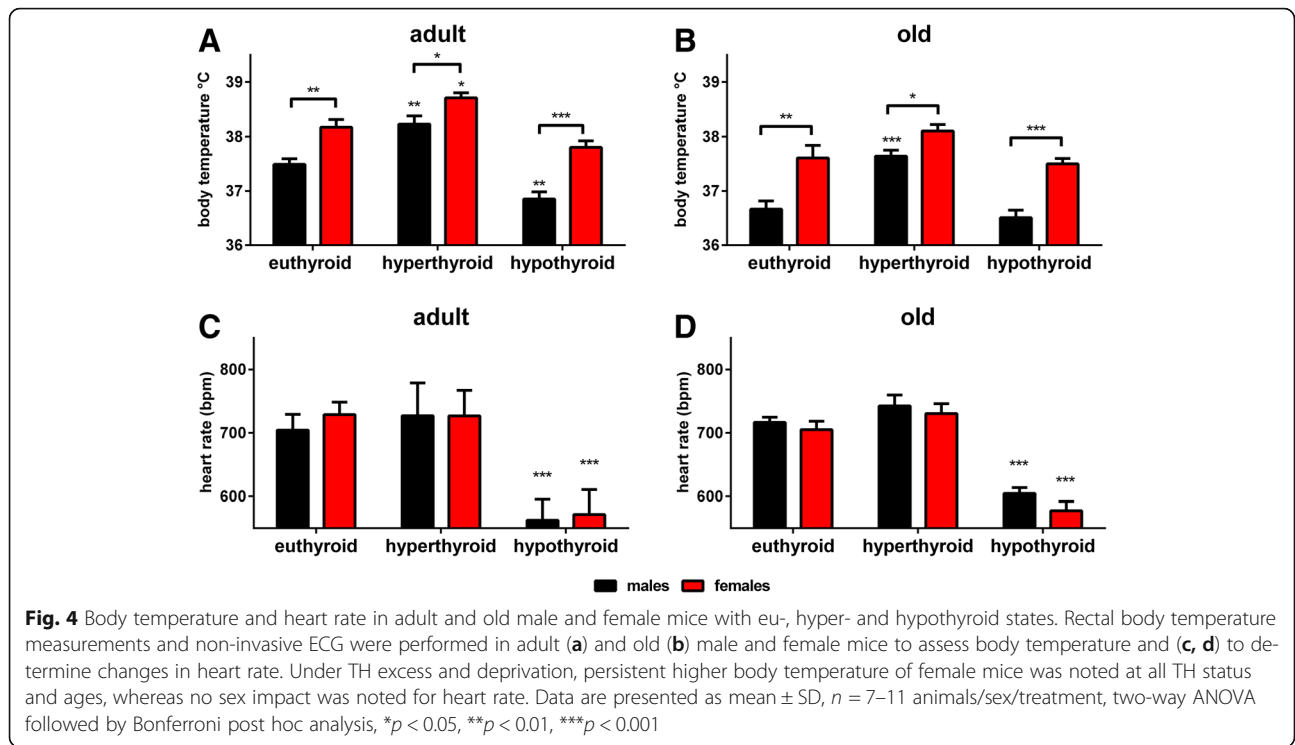 A
adult
body temperature °C
39
38
37
36
**
**
*
*
**
***
euthyroid hyperthyroid hypothyroid
B
old
body temperature °C
39
38
37
36
**
***
*
***
euthyroid hyperthyroid hypothyroid
C
adult
heart rate (bpm)
800
700
600
***
***
euthyroid hyperthyroid hypothyroid
D
old
heart rate (bpm)
800
700
600
***
***
euthyroid hyperthyroid hypothyroid
males females
Fig. 4 Body temperature and heart rate in adult and old male and female mice with eu-, hyper- and hypothyroid states. Rectal body temperature
measurements and non-invasive ECG were performed in adult (a) and old (b) male and female mice to assess body temperature and (c, d) to de-
termine changes in heart rate. Under TH excess and deprivation, persistent higher body temperature of female mice was noted at all TH status
and ages, whereas no sex impact was noted for heart rate. Data are presented as mean ± SD, n = 7–11 animals/sex/treatment, two-way ANOVA
followed by Bonferroni post hoc analysis, *p < 0.05, **p < 0.01, ***p < 0.001